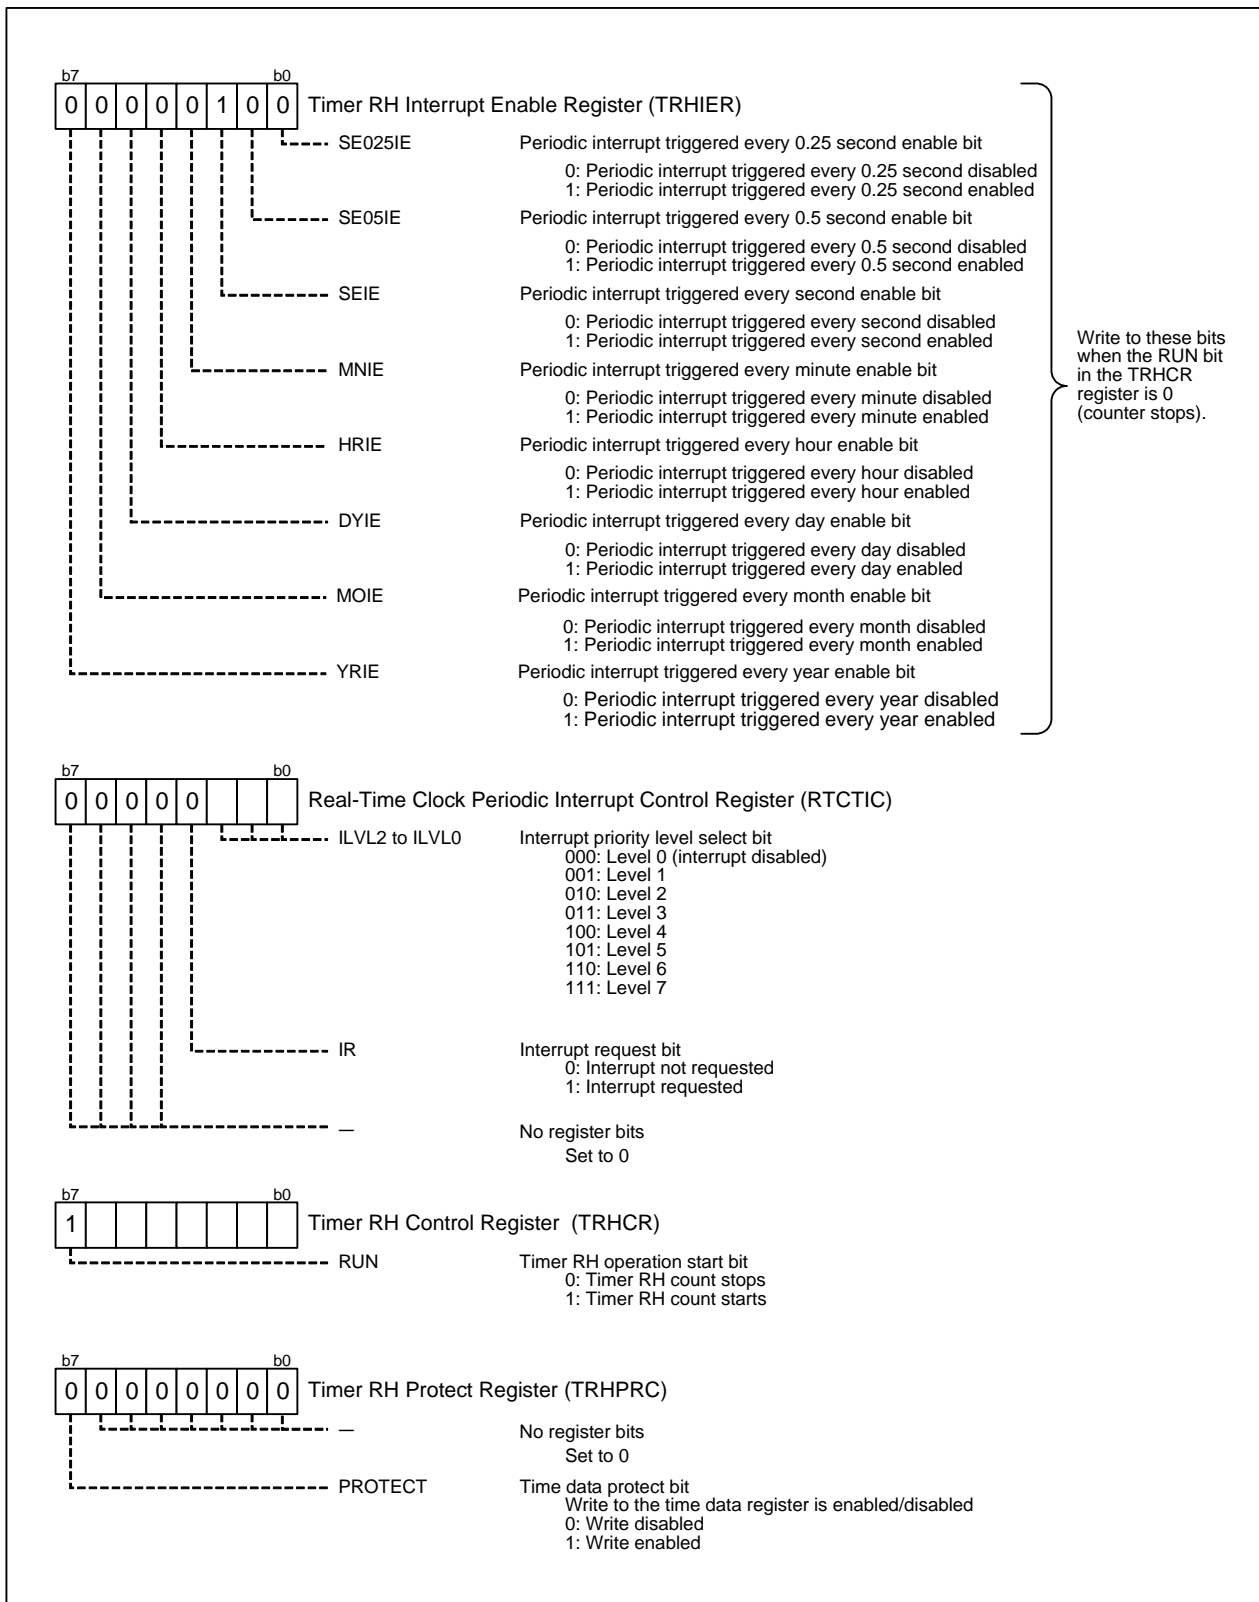 b7 b0
0 0 0 0 0 1 0 0 Timer RH Interrupt Enable Register (TRHIER)
SE025IE Periodic interrupt triggered every 0.25 second enable bit
0: Periodic interrupt triggered every 0.25 second disabled
1: Periodic interrupt triggered every 0.25 second enabled
SE05IE Periodic interrupt triggered every 0.5 second enable bit
0: Periodic interrupt triggered every 0.5 second disabled
1: Periodic interrupt triggered every 0.5 second enabled
SEIE Periodic interrupt triggered every second enable bit
0: Periodic interrupt triggered every second disabled
1: Periodic interrupt triggered every second enabled
MNIE Periodic interrupt triggered every minute enable bit
0: Periodic interrupt triggered every minute disabled
1: Periodic interrupt triggered every minute enabled
HRIE Periodic interrupt triggered every hour enable bit
0: Periodic interrupt triggered every hour disabled
1: Periodic interrupt triggered every hour enabled
DYIE Periodic interrupt triggered every day enable bit
0: Periodic interrupt triggered every day disabled
1: Periodic interrupt triggered every day enabled
MOIE Periodic interrupt triggered every month enable bit
0: Periodic interrupt triggered every month disabled
1: Periodic interrupt triggered every month enabled
YRIE Periodic interrupt triggered every year enable bit
0: Periodic interrupt triggered every year disabled
1: Periodic interrupt triggered every year enabled
Write to these bits
when the RUN bit
in the TRHCR
register is 0
(counter stops).
b7 b0
0 0 0 0 0 Real-Time Clock Periodic Interrupt Control Register (RTCTIC)
ILVL2 to ILVL0 Interrupt priority level select bit
000: Level 0 (interrupt disabled)
001: Level 1
010: Level 2
011: Level 3
100: Level 4
101: Level 5
110: Level 6
111: Level 7
IR Interrupt request bit
0: Interrupt not requested
1: Interrupt requested
— No register bits
Set to 0
b7 b0
1 Timer RH Control Register (TRHCR)
RUN Timer RH operation start bit
0: Timer RH count stops
1: Timer RH count starts
b7 b0
0 0 0 0 0 0 0 0 Timer RH Protect Register (TRHPRC)
— No register bits
Set to 0
PROTECT Time data protect bit
Write to the time data register is enabled/disabled
0: Write disabled
1: Write enabled